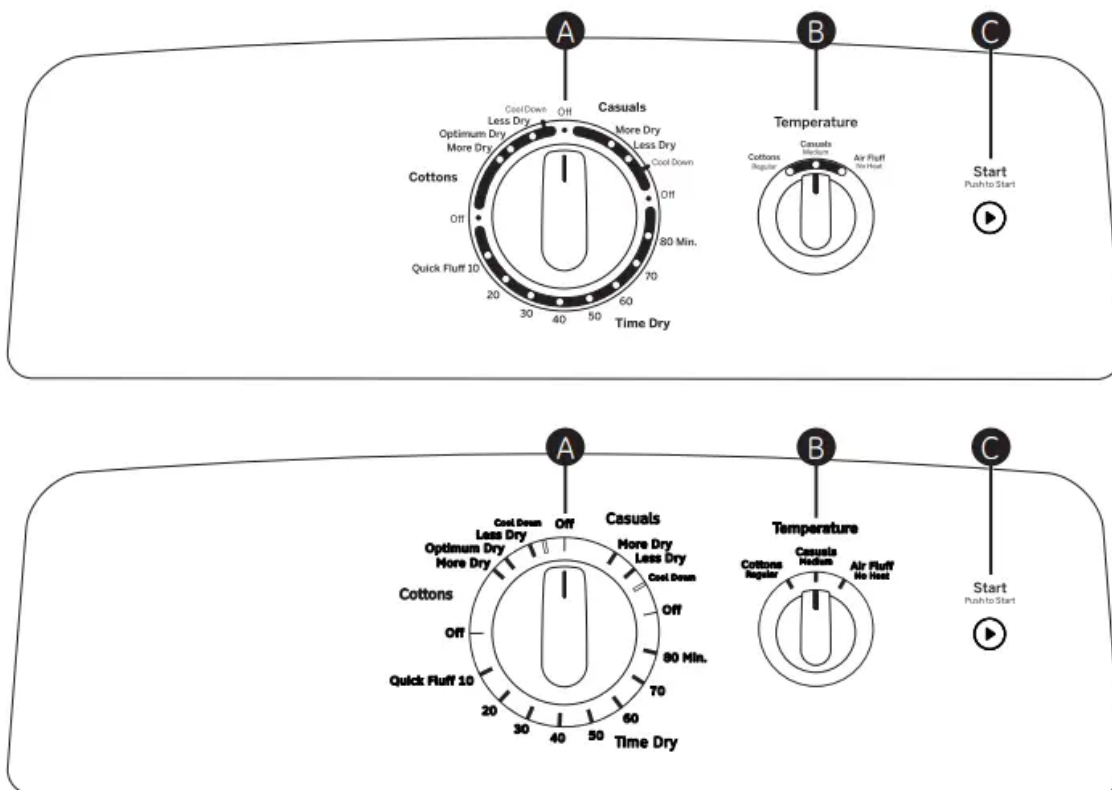 A
B
C
Cool Down
Off
Casuals
Less Dry
More Dry
Optimum Dry
Less Dry
More Dry
Cool Down
Cottons
Off
Off
80 Min.
Quick Fluff 10
70
20
60
30
50
40
Time Dry
Temperature
Casuals
Medium
Cottons
Regular
Air Fluff
No Heat
Start
Push to Start
A
B
C
Cool Down
Off
Casuals
Less Dry
More Dry
Optimum Dry
Less Dry
More Dry
Cool Down
Cottons
Off
Off
80 Min.
Quick Fluff 10
70
20
60
30
50
40
Time Dry
Temperature
Casuals
Medium
Cottons
Regular
Air Fluff
No Heat
Start
Push to Start